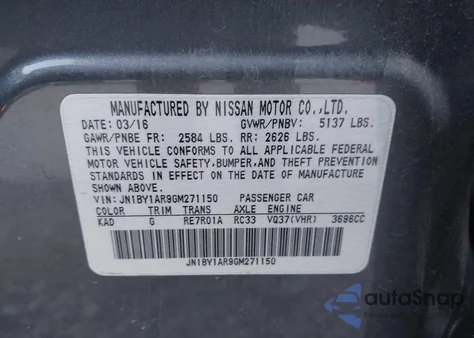 MANUFACTURED BY NISSAN MOTOR CO.,LTD.
DATE: 03/16 GVWR/PNBV: 5137 LBS.
GAWR/PNBE FR: 2584 LBS. RR: 2626 LBS.
THIS VEHICLE CONFORMS TO ALL APPLICABLE FEDERAL
MOTOR VEHICLE SAFETY, BUMPER, AND THEFT PREVENTION
STANDARDS IN EFFECT ON THE DATE OF MANUFACTURE
SHOWN ABOVE.
VIN: JN1BY1AR9GM271150 PASSENGER CAR
COLOR TRIM TRANS AXLE ENGINE
KAD G RE7R01A RC33 VQ37(VHR) 3696CC
JN1BY1AR9GM271150
autoSnap